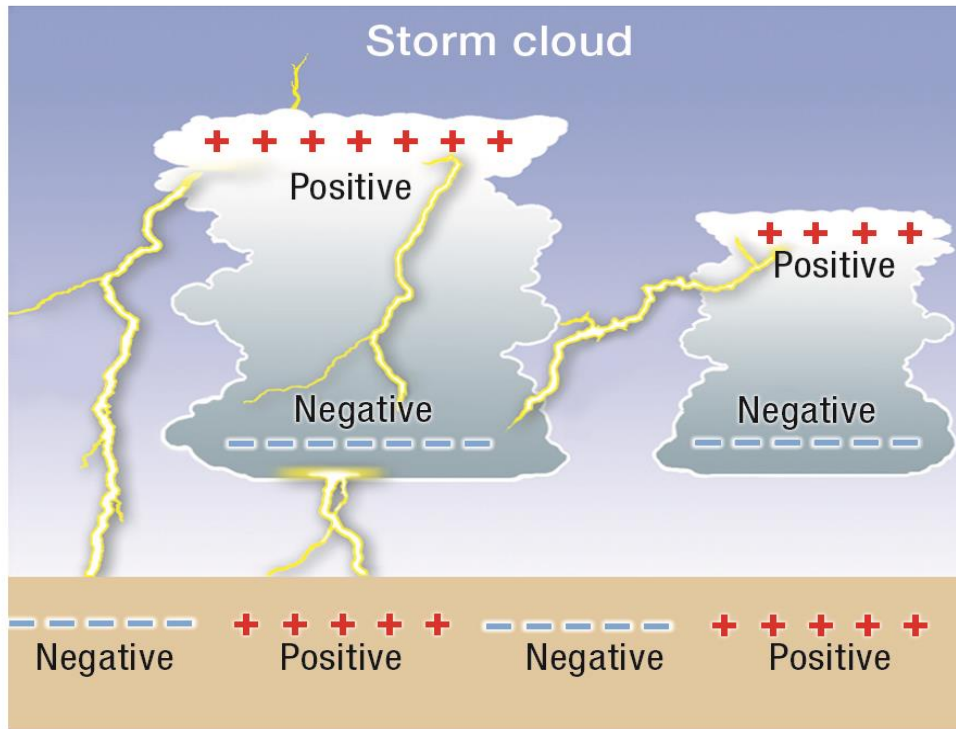 Storm cloud
+ + + + + + +
Positive
+ + + +
Positive
Negative
− − − − − −
Negative
− − − − −
− − − − −
Negative
+ + + + +
Positive
− − − − −
Negative
+ + + + +
Positive